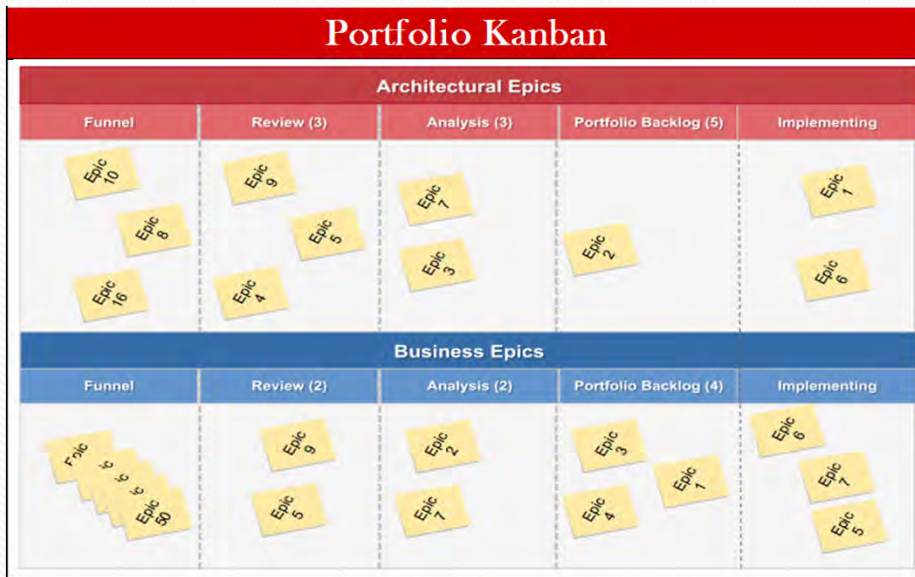 Portfolio Kanban
Architectural Epics
Funnel
Review (3)
Analysis (3)
Portfolio Backlog (5)
Implementing
Epic
10
Epic
8
Epic
16
Epic
9
Epic
5
Epic
4
Epic
7
Epic
3
Epic
2
Epic
1
Epic
6
Business Epics
Funnel
Review (2)
Analysis (2)
Portfolio Backlog (4)
Implementing
Epic
50
Epic
9
Epic
5
Epic
2
Epic
7
Epic
3
Epic
1
Epic
4
Epic
6
Epic
7
Epic
5